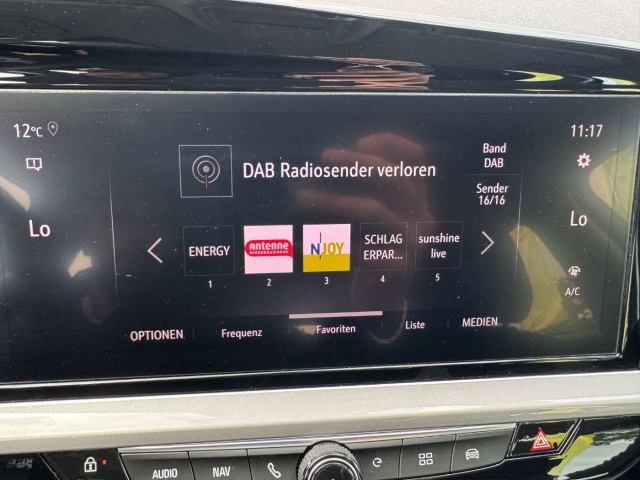 12°C
11:17
DAB Radiosender verloren
Band
DAB
Sender
16/16
Lo
Lo
ENERGY
antenne
NIEDERSACHSEN
N-JOY
SCHLAG
ERPAR...
sunshine
live
1
2
3
4
5
A/C
OPTIONEN
Frequenz
Favoriten
Liste
MEDIEN
AUDIO
NAV